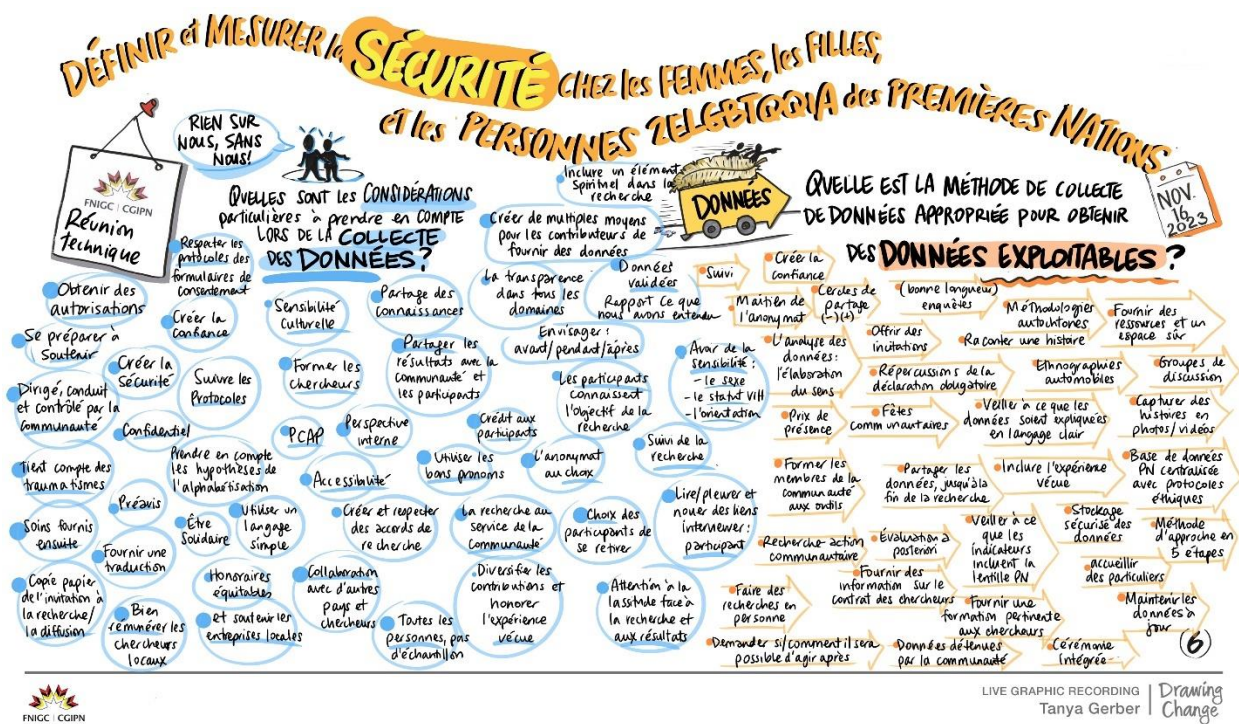 DÉFINIR et MESURER la SÉCURITÉ CHEZ les FEMMES, les FILLES,
et les PERSONNES 2ELGBTQQIA des PREMIÈRES NATIONS
FNIGC | CGIPN
Réunion
technique
RIEN SUR
NOUS, SANS
NOUS!
QUELLES SONT LES CONSIDÉRATIONS
particulières à prendre en COMPTE
LORS DE LA COLLECTE
DES DONNÉES?
Inclure un élément
spirituel dans la
recherche
Créer de multiples moyens
pour les contributeurs de
fournir des données
Respecter les
protocoles des
formulaires de
consentement
Obtenir des
autorisations
Créer la
confiance
Sensibilité
Culturelle
Partage des
connaissances
La transparence
dans tous les
domaines
Données
validées
Rapport Ce que
nous avons entendu
Se préparer à
Soutenir
Créer la
Sécurité
Suivre les
Protocoles
Former les
chercheurs
Partager les
résultats avec la
communauté et
les participants
Envisager:
avant/pendant/après
Les participants
connaissent
l'objectif de la
recherche
Avoir de la
sensibilité:
- le sexe
- le statut VIH
- l'orientation
Dirigé, conduit
et contrôlé par la
Communauté
Confidentiel
PCAP
Perspective
interne
Crédit aux
participants
Suivi de la
recherche
Tient compte des
traumatismes
Prendre en compte
les hypothèses de
l'alphabétisation
Accessibilité
Utiliser les
bons pronoms
L'anonymat
au choix
Préavis
Soins fournis
ensuite
Être
Solidaire
Utiliser un
langage
simple
Créer et respecter
des accords de
recherche
La recherche au
service de la
Communauté
Choix des
participants de
se retirer
Lire/pleurer et
nouer des liens
interviewer:
participant
Fournir une
traduction
Copie papier
de l'invitation à
la recherche/
la diffusion
Bien
rémunérer les
chercheurs
locaux
Honoraires
équitables
et soutenir les
entreprises locales
Collaboration
avec d'autres
pays et
chercheurs
Toutes les
personnes, pas
d'échantillon
Diversifier les
contributions et
honorer
l'expérience
vécue
Attention à la
lassitude face à
la recherche et
aux résultats
DONNÉES
QUELLE EST LA MÉTHODE DE COLLECTE
DE DONNÉES APPROPRIÉE POUR OBTENIR
DES DONNÉES EXPLOITABLES?
NOV.
16
2023
Suivi
Créer la
confiance
Maitien de
l'anonymat
Cercles de
partage
(-)(+)
(bonne longueur)
enquêtes
Méthodologies
autochtones
Fournir des
ressources et un
espace sûr
Offrir des
incitations
Raconter une histoire
L'analyse des
données:
l'élaboration
du sens
Répercussions de la
déclaration obligatoire
Ethnographies
automobiles
Groupes de
discussion
Prix de
présence
Fêtes
communautaires
Veiller à ce que les
données soient expliquées
en langage clair
Capturer des
histoires en
photos/vidéos
Former les
membres de la
communauté
aux outils
Partager les
données, jusqu'à la
fin de la recherche
Inclure l'expérience
vécue
Base de données
PN centralisée
avec protocoles
éthiques
Recherche-action
communautaire
Évaluation à
posteriori
Veiller à ce
que les
indicateurs
incluent la
lentille PN
Stockage
sécurisé des
données
Méthode
d'approche en
5 étapes
Faire des
recherches en
personne
Fournir des
information sur le
contrat des chercheurs
accueillir
des particuliers
Fournir une
formation pertinente
aux chercheurs
Maintenir les
données à
jour
Demander si/comment il sera
possible d'agir après
Données détenues
par la communauté
Cérémonie
intégrée
6
FNIGC | CGIPN
LIVE GRAPHIC RECORDING
Tanya Gerber
Drawing
Change